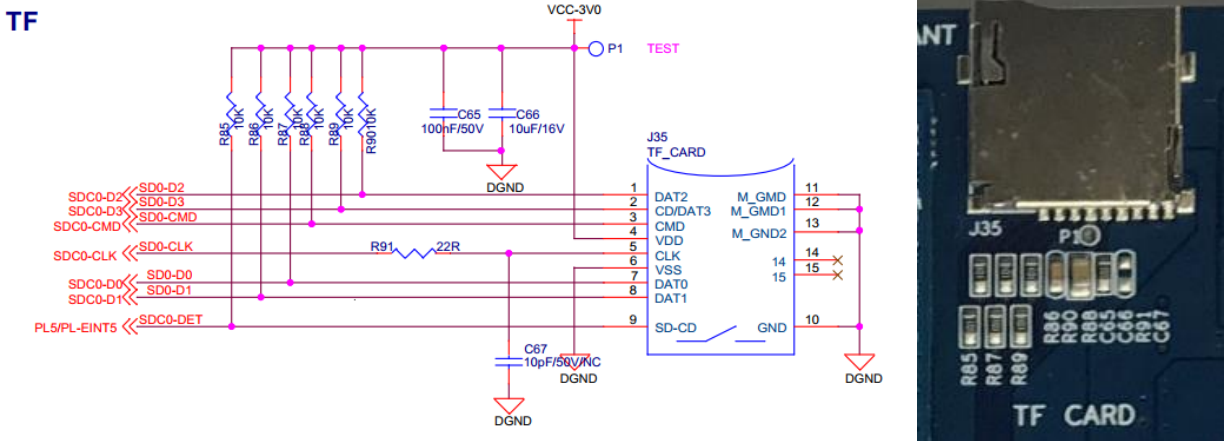 TF
VCC-3V0
P1
TEST
R85 10K
R86 10K
R87 10K
R88 10K
R89 10K
R90 10K
C65
100nF/50V
C66
10uF/16V
DGND
J35
TF_CARD
SDC0-D2 SD0-D2
SDC0-D3 SD0-D3
SDC0-CMD SD0-CMD
SDC0-CLK SD0-CLK
R91 22R
SDC0-D0 SD0-D0
SDC0-D1 SD0-D1
PL5/PL-EINT5 SDC0-DET
1 DAT2
2 CD/DAT3
3 CMD
4 VDD
5 CLK
6 VSS
7 DAT0
8 DAT1
9 SD-CD
M_GMD 11
M_GMD1 12
M_GND2 13
14 14
15 15
GND 10
C67
10pF/50V/NC
DGND
DGND
DGND
ANT
J35
P1
R86
R90
R88
C65
C66
R91
C67
R85
R87
R89
TF CARD